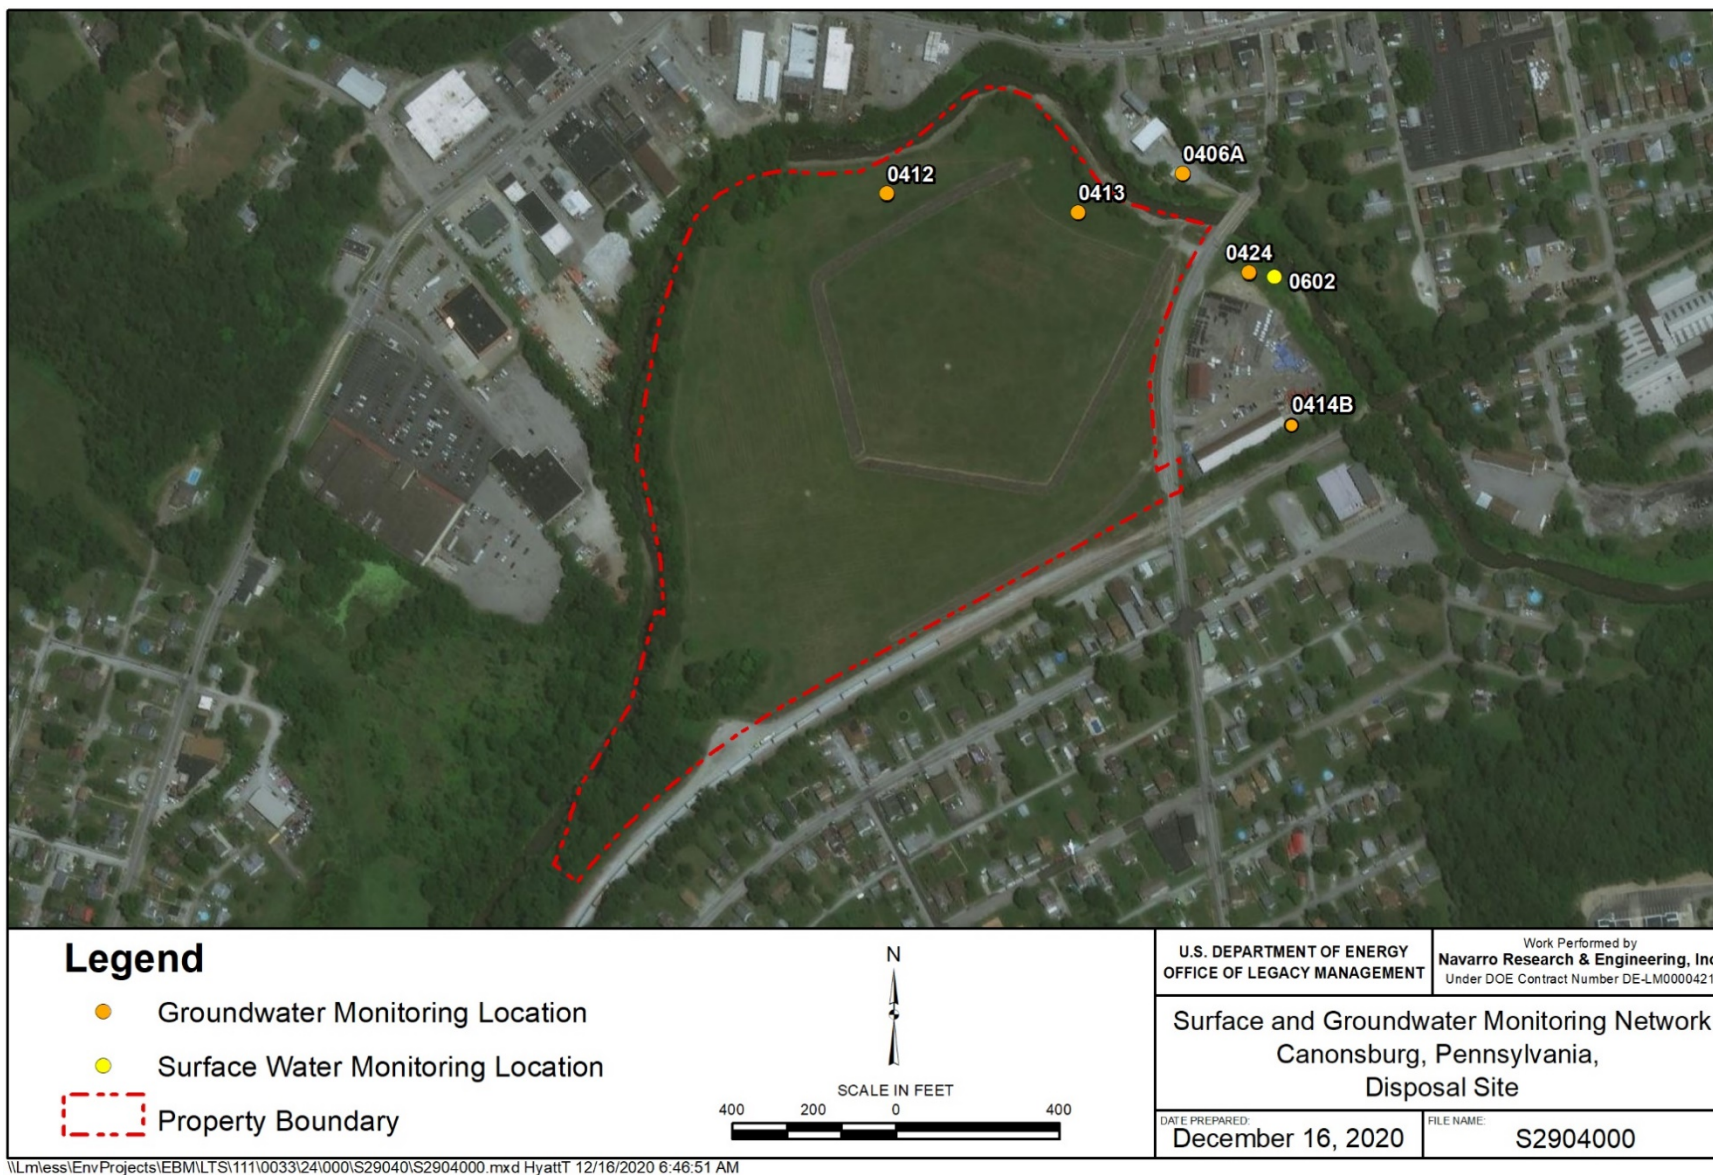 0406A
0412
0413
0424
0602
0414B
Legend
Groundwater Monitoring Location
Surface Water Monitoring Location
Property Boundary
N
SCALE IN FEET
400 200 0 400
U.S. DEPARTMENT OF ENERGY
OFFICE OF LEGACY MANAGEMENT
Work Performed by
Navarro Research & Engineering, Inc
Under DOE Contract Number DE-LM0000421
Surface and Groundwater Monitoring Network
Canonsburg, Pennsylvania,
Disposal Site
DATE PREPARED:
December 16, 2020
FILE NAME:
S2904000
\\Lm\ess\EnvProjects\EBM\LTS\111\0033\24\000\S29040\S2904000.mxd HyattT 12/16/2020 6:46:51 AM